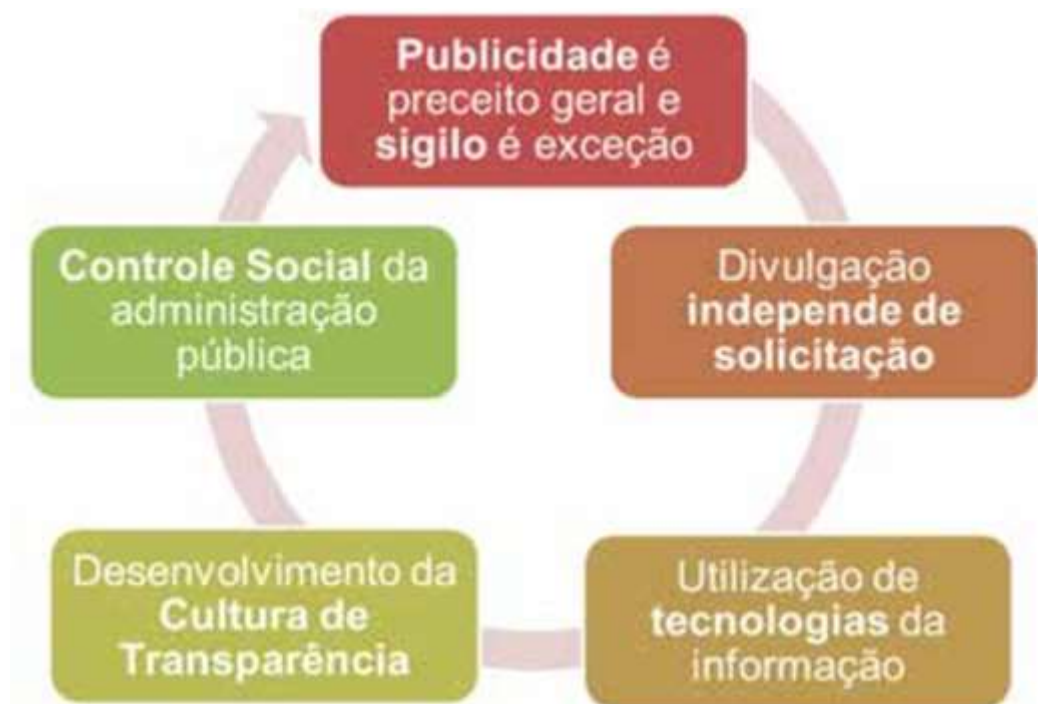 Publicidade é
preceito geral e
sigilo é exceção
Divulgação
independe de
solicitação
Utilização de
tecnologias da
informação
Desenvolvimento da
Cultura de
Transparência
Controle Social da
administração
pública